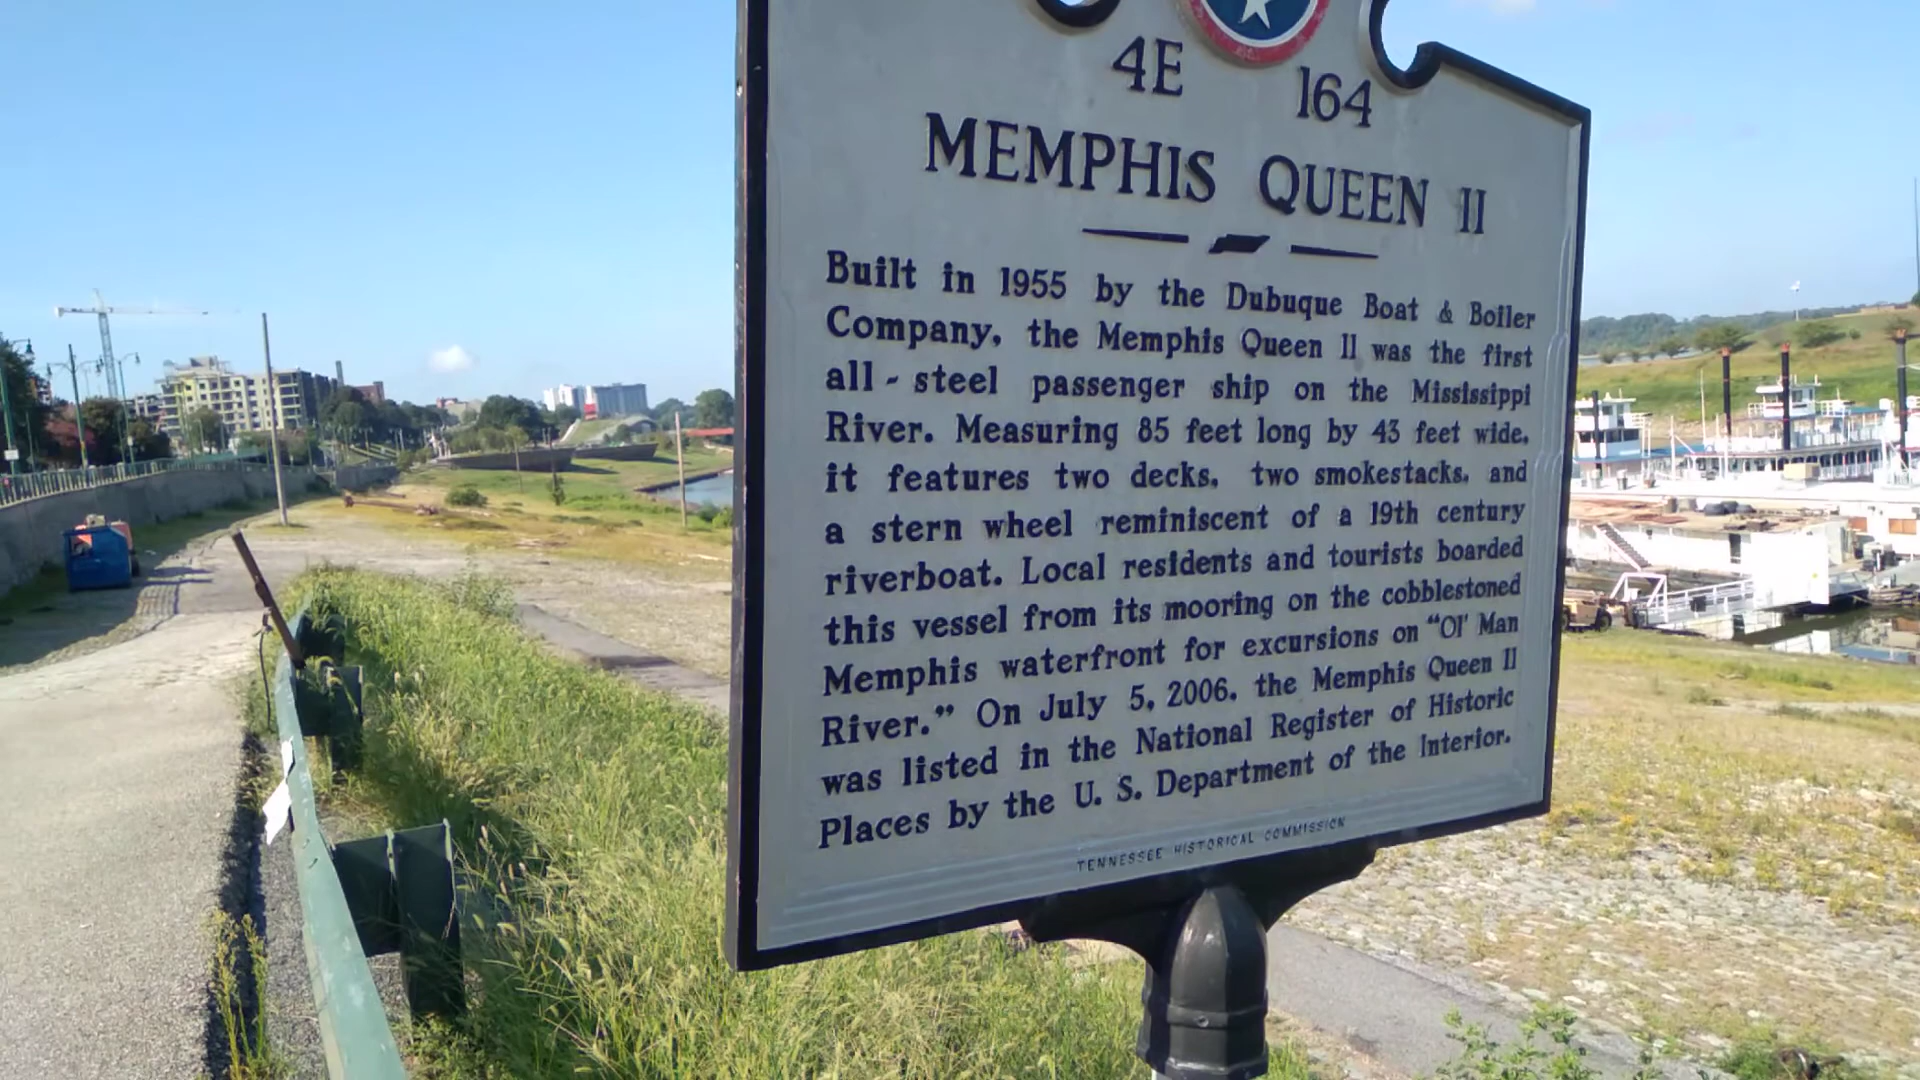 4E 164
MEMPHIS QUEEN II
Built in 1955 by the Dubuque Boat & Boiler
Company, the Memphis Queen II was the first
all-steel passenger ship on the Mississippi
River. Measuring 85 feet long by 43 feet wide,
it features two decks, two smokestacks, and
a stern wheel reminiscent of a 19th century
riverboat. Local residents and tourists boarded
this vessel from its mooring on the cobblestoned
Memphis waterfront for excursions on "Ol' Man
River." On July 5, 2006, the Memphis Queen II
was listed in the National Register of Historic
Places by the U. S. Department of the Interior.
TENNESSEE HISTORICAL COMMISSION